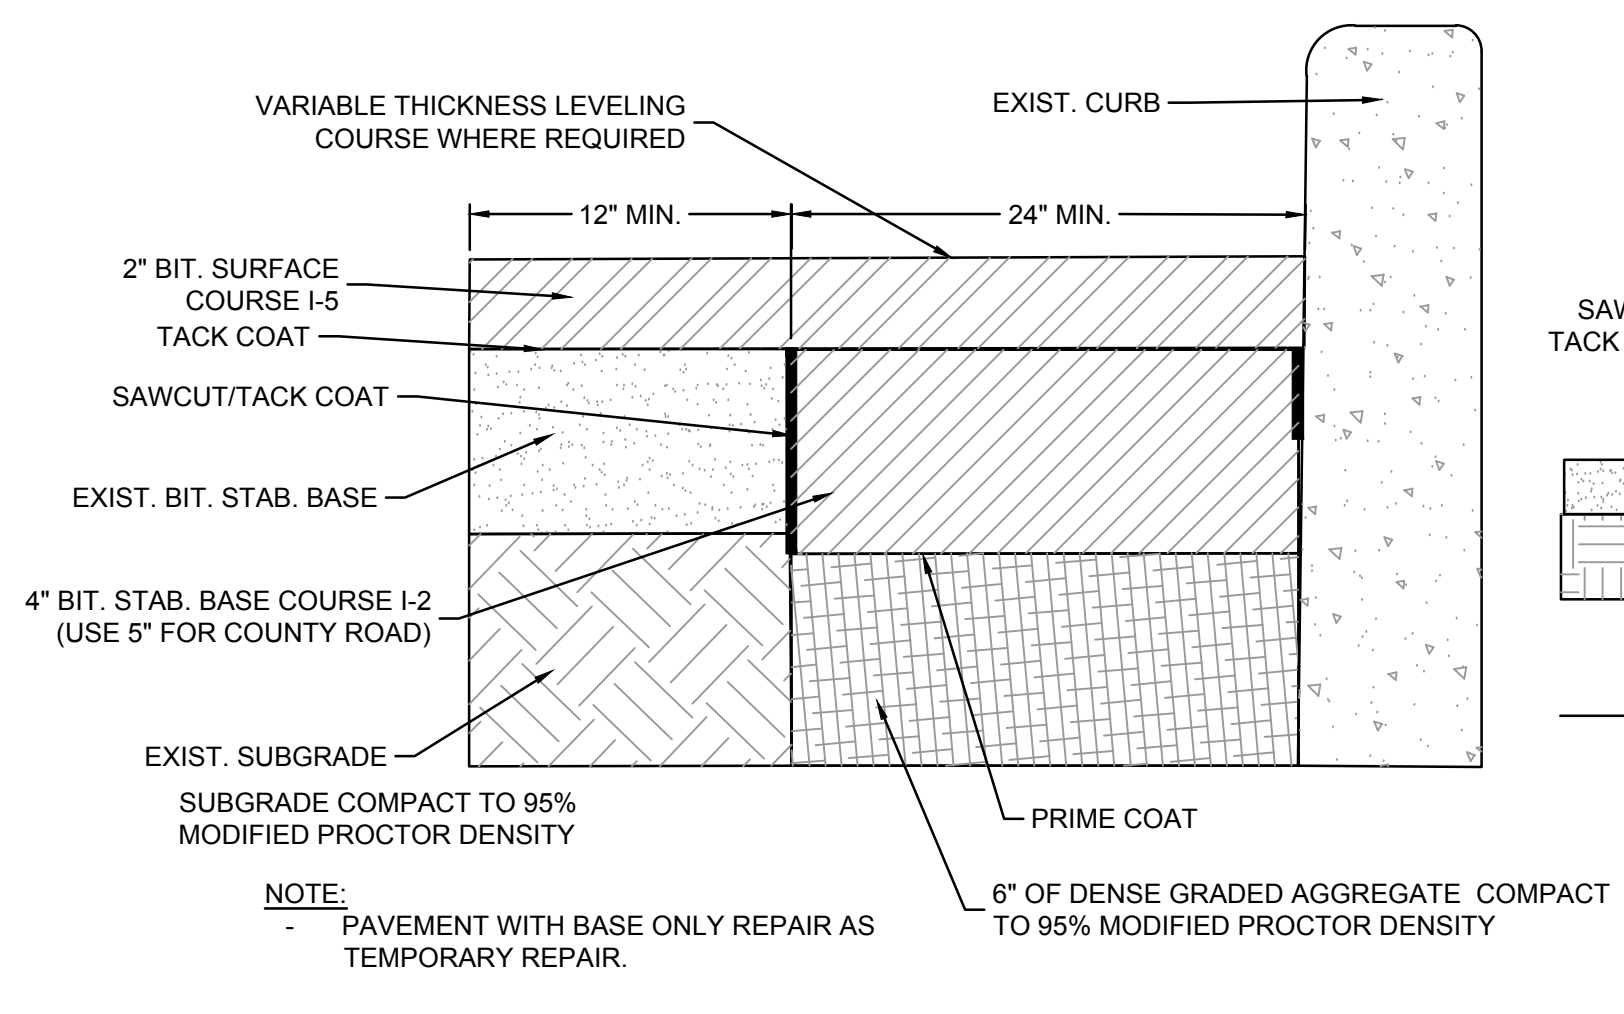 VARIABLE THICKNESS LEVELING
COURSE WHERE REQUIRED
EXIST. CURB
12" MIN.
24" MIN.
2" BIT. SURFACE
COURSE I-5
TACK COAT
SAWCUT/TACK COAT
EXIST. BIT. STAB. BASE
4" BIT. STAB. BASE COURSE I-2
(USE 5" FOR COUNTY ROAD)
EXIST. SUBGRADE
SUBGRADE COMPACT TO 95%
MODIFIED PROCTOR DENSITY
PRIME COAT
6" OF DENSE GRADED AGGREGATE COMPACT
TO 95% MODIFIED PROCTOR DENSITY
NOTE:
- PAVEMENT WITH BASE ONLY REPAIR AS
TEMPORARY REPAIR.
TACK